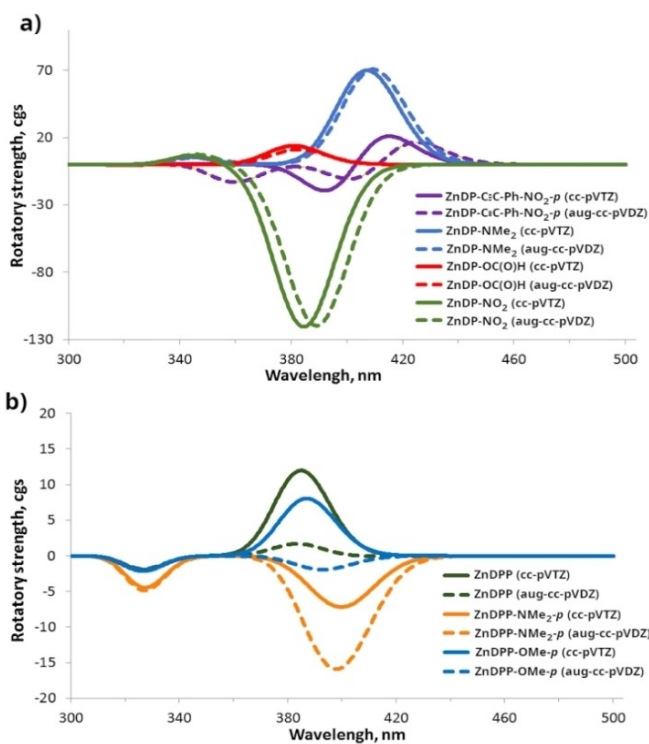 a)
70
20
-30
-80
-130
Rotatory strength, cgs
ZnDP-C≡C-Ph-NO₂-p (cc-pVTZ)
ZnDP-C≡C-Ph-NO₂-p (aug-cc-pVDZ)
ZnDP-NMe₂ (cc-pVTZ)
ZnDP-NMe₂ (aug-cc-pVDZ)
ZnDP-OC(O)H (cc-pVTZ)
ZnDP-OC(O)H (aug-cc-pVDZ)
ZnDP-NO₂ (cc-pVTZ)
ZnDP-NO₂ (aug-cc-pVDZ)
300 340 380 420 460 500
Wavelengh, nm
b)
20
15
10
5
0
-5
-10
-15
-20
Rotatory strength, cgs
ZnDPP (cc-pVTZ)
ZnDPP (aug-cc-pVDZ)
ZnDPP-NMe₂-p (cc-pVTZ)
ZnDPP-NMe₂-p (aug-cc-pVDZ)
ZnDPP-OMe-p (cc-pVTZ)
ZnDPP-OMe-p (aug-cc-pVDZ)
300 340 380 420 460 500
Wavelengh, nm